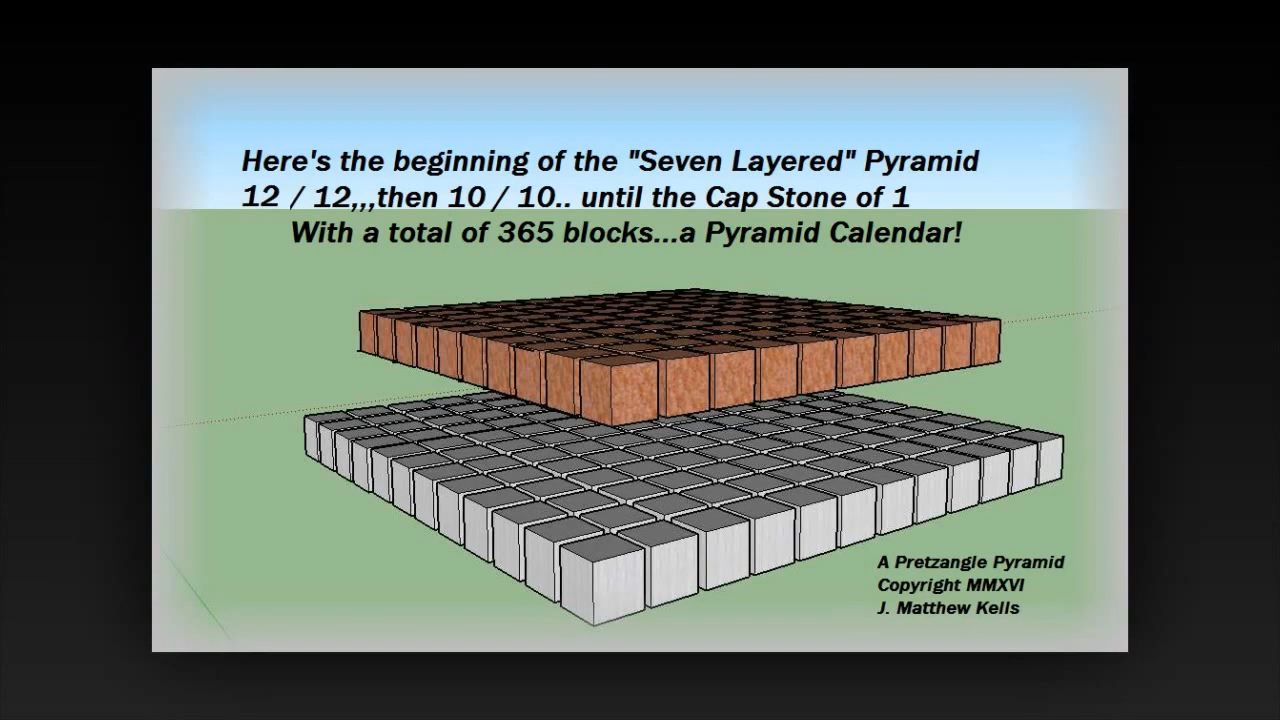 Here's the beginning of the "Seven Layered" Pyramid
12 / 12,,,then 10 / 10.. until the Cap Stone of 1
With a total of 365 blocks...a Pyramid Calendar!
A Pretzangle Pyramid
Copyright MMXVI
J. Matthew Kells